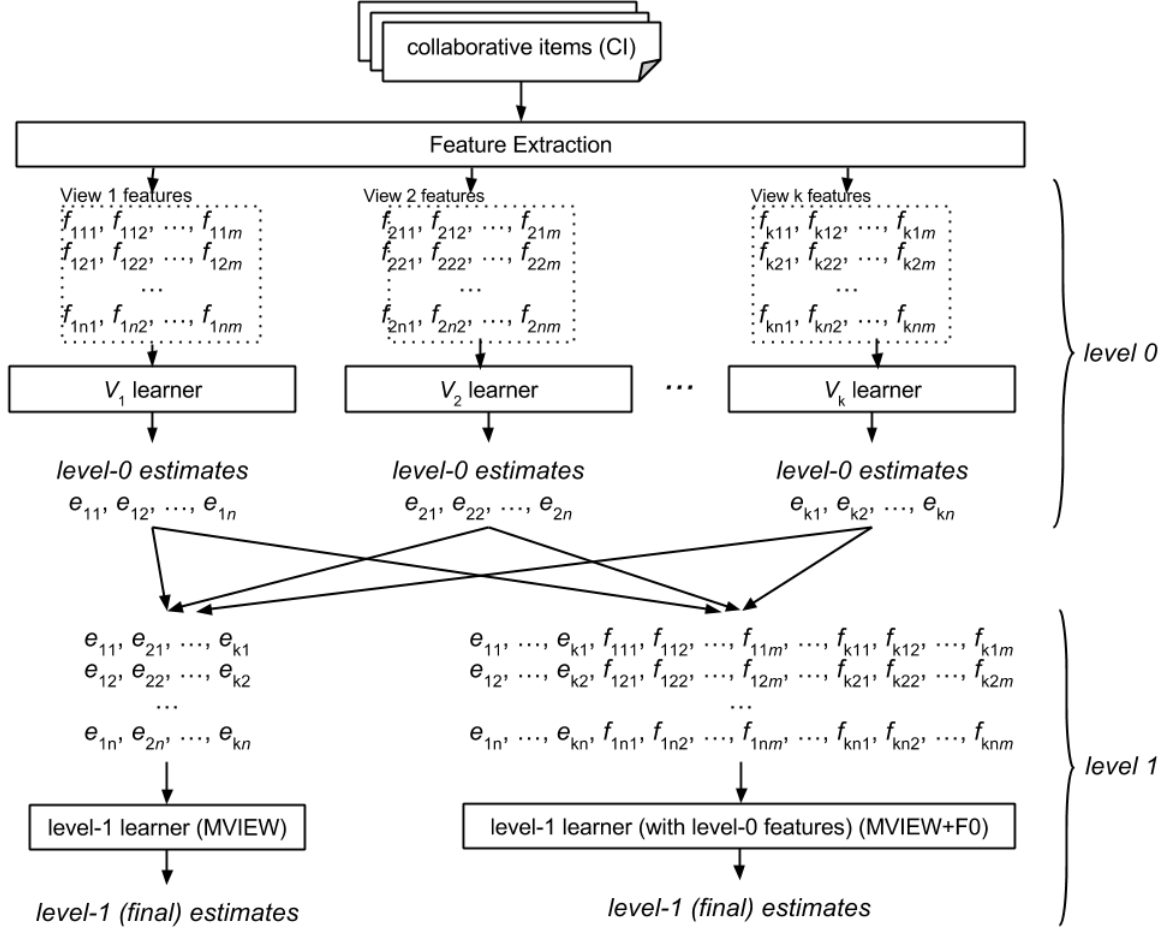 collaborative items (CI)
Feature Extraction
View 1 features View 2 features View k features
f111, f112, ..., f11m f211, f212, ..., f21m fk11, fk12, ..., fk1m
f121, f122, ..., f12m f221, f222, ..., f22m fk21, fk22, ..., fk2m
... ... ...
f1n1, f1n2, ..., f1nm f2n1, f2n2, ..., f2nm fkn1, fkn2, ..., fknm
level 0
V1 learner V2 learner ... Vk learner
level-0 estimates level-0 estimates level-0 estimates
e11, e12, ..., e1n e21, e22, ..., e2n ek1, ek2, ..., ekn
e11, e21, ..., ek1 e11, ..., ek1, f111, f112, ..., f11m, ..., fk11, fk12, ..., fk1m
e12, e22, ..., ek2 e12, ..., ek2, f121, f122, ..., f12m, ..., fk21, fk22, ..., fk2m
... ...
e1n, e2n, ..., ekn e1n, ..., ekn, f1n1, f1n2, ..., f1nm, ..., fkn1, fkn2, ..., fknm
level 1
level-1 learner (MVIEW) level-1 learner (with level-0 features) (MVIEW+F0)
level-1 (final) estimates level-1 (final) estimates